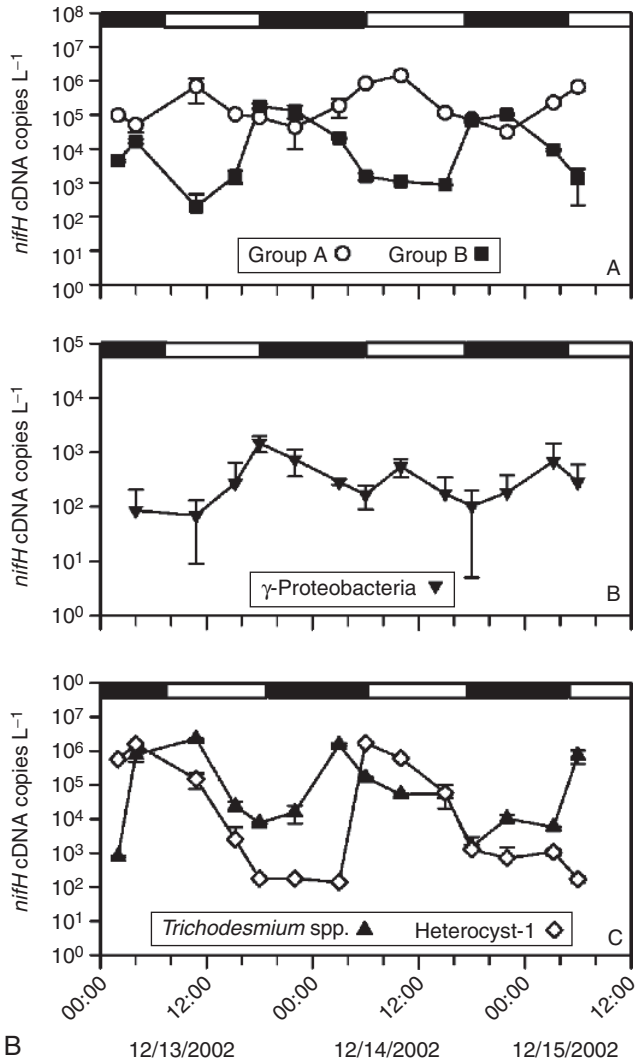 A
10⁸
10⁷
10⁶
10⁵
10⁴
10³
10²
10¹
10⁰
nifH cDNA copies L⁻¹
Group A Group B
A
10⁵
10⁴
10³
10²
10¹
10⁰
nifH cDNA copies L⁻¹
γ-Proteobacteria
B
10⁰
10⁷
10⁶
10⁵
10⁴
10³
10²
10¹
10⁰
nifH cDNA copies L⁻¹
Trichodesmium spp. Heterocyst-1
C
00:00 12:00 00:00 12:00 00:00 12:00
12/13/2002 12/14/2002 12/15/2002
B